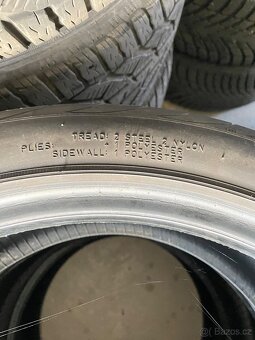 TREAD: 2 STEEL 2 NYLON
PLIES: + 1 POLYESTER
SIDEWALL: 1 POLYESTER
Bazos.cz